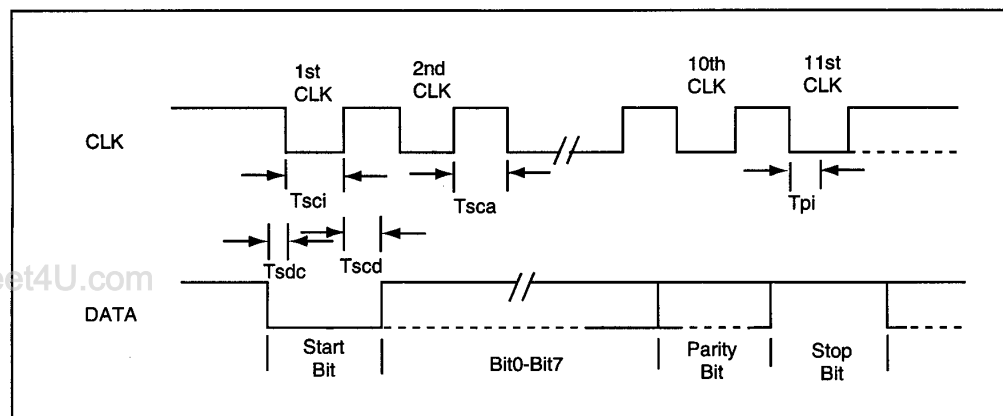 1st
CLK
2nd
CLK
10th
CLK
11st
CLK
CLK
Tsci
Tsca
Tpi
Tsdc
Tscd
eet4U.com
DATA
Start
Bit
Bit0-Bit7
Parity
Bit
Stop
Bit